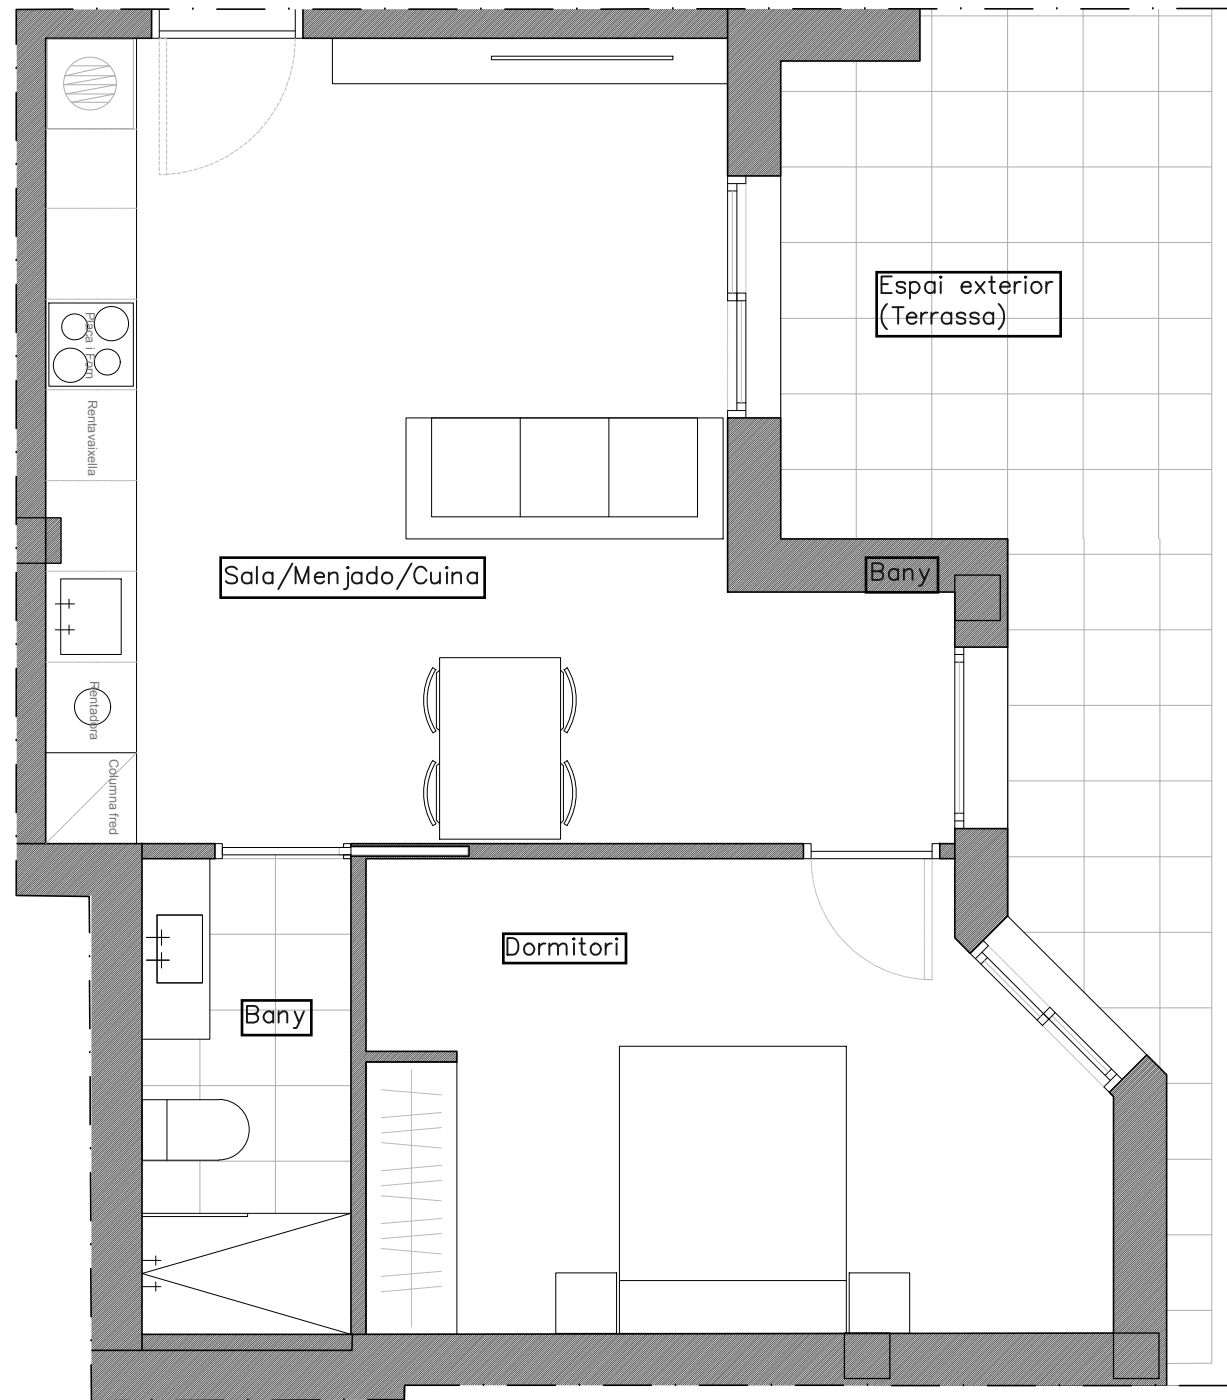 Espai exterior
(Terrassa)
Placa i Forn
Rentavaixella
Sala/Menjado/Cuina
Bany
Rentadora
Columna fred
Dormitori
Bany